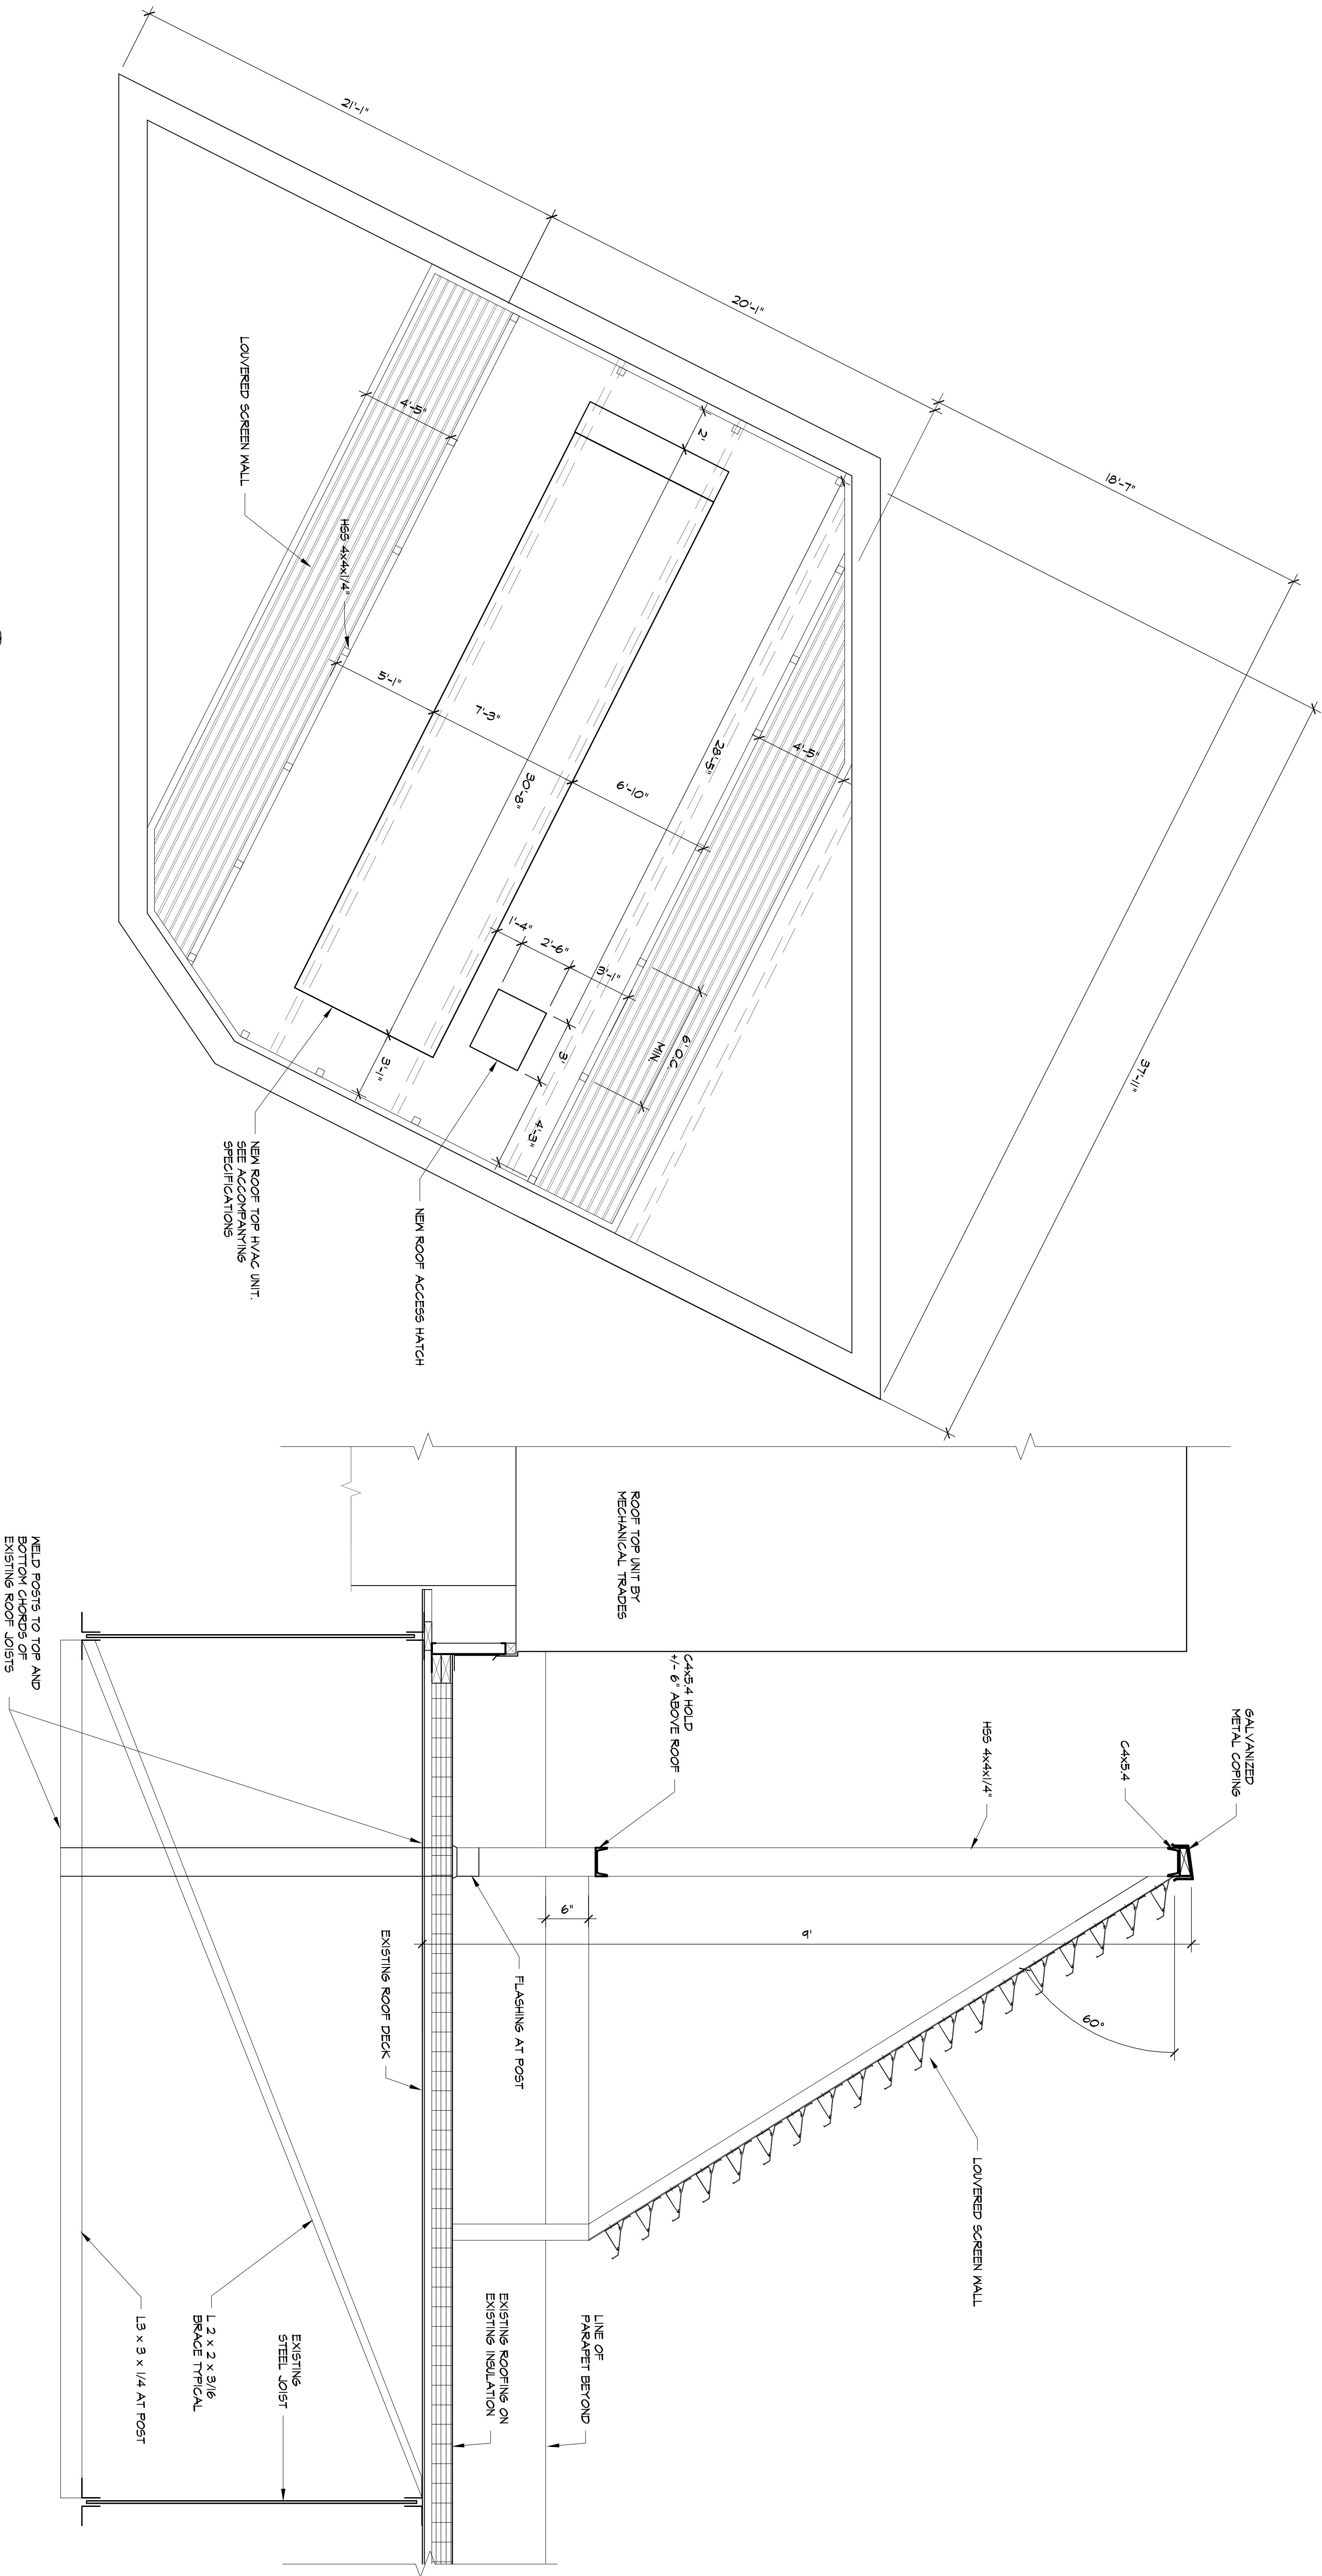 21'-1"
20'-1"
18'-7"
37'-11"
LOUVERED SCREEN WALL
4'-5"
HSS 4x4x1/4"
2'
5'-1"
7'-3"
30'-8"
6'-10"
28'-5"
4'-5"
1'-4"
2'-6"
3'-1"
6' O.C.
MIN.
3'
4'-3"
3'-1"
NEW ROOF TOP HVAC UNIT.
SEE ACCOMPANYING
SPECIFICATIONS
NEW ROOF ACCESS HATCH
ROOF TOP UNIT BY
MECHANICAL TRADES
GALVANIZED
METAL COPING
C4x5.4
HSS 4x4x1/4"
C4x5.4 HOLD
+/- 6" ABOVE ROOF
WELD POSTS TO TOP AND
BOTTOM CHORDS OF
EXISTING ROOF JOISTS
6"
9'
60°
FLASHING AT POST
EXISTING ROOF DECK
LOUVERED SCREEN WALL
LINE OF
PARAPET BEYOND
EXISTING ROOFING ON
EXISTING INSULATION
EXISTING
STEEL JOIST
L 2 x 2 x 3/16
BRACE TYPICAL
L3 x 3 x 1/4 AT POST